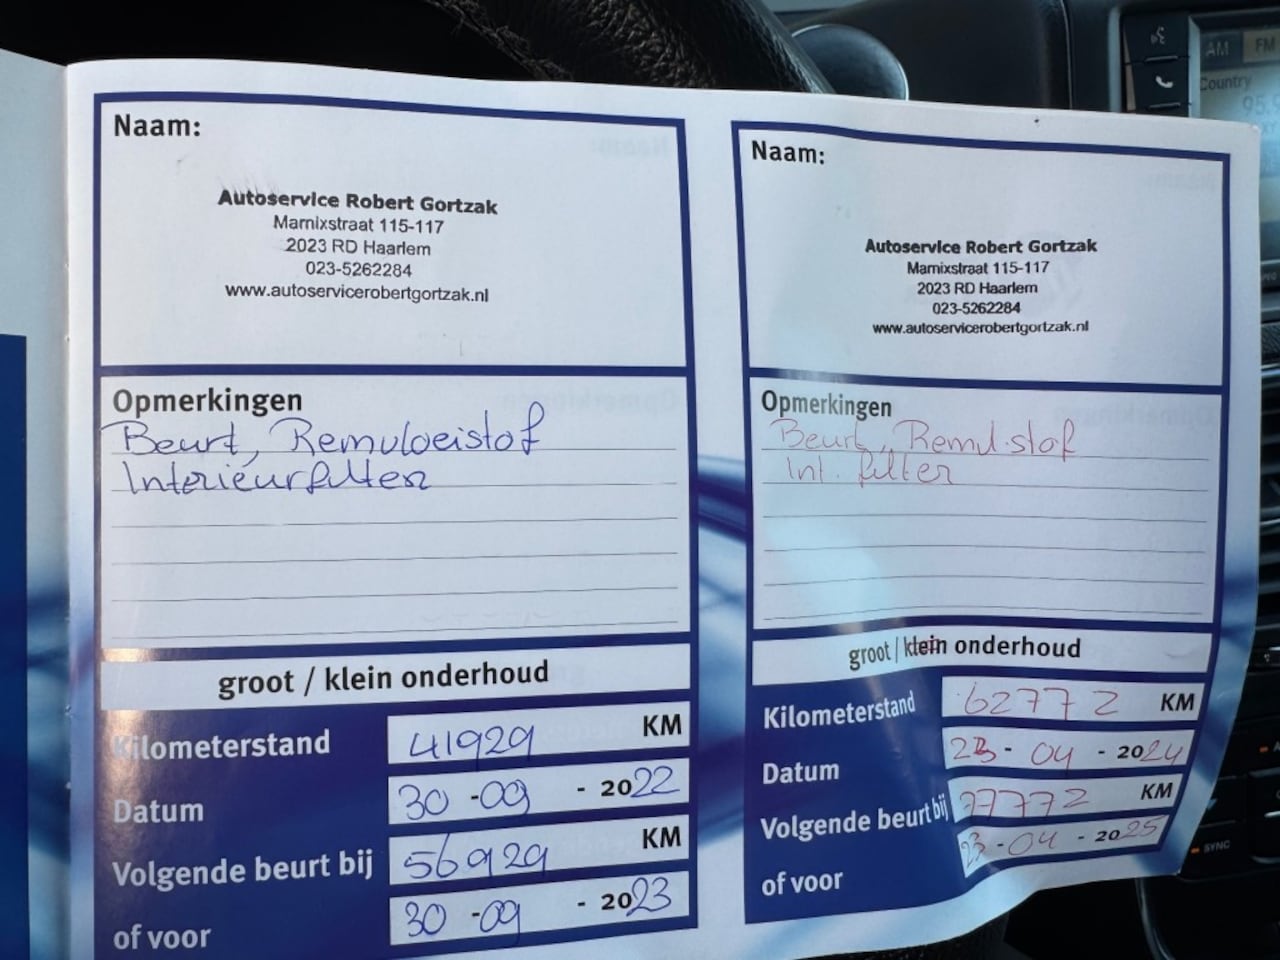 Naam:
Autoservice Robert Gortzak
Marnixstraat 115-117
2023 RD Haarlem
023-5262284
www.autoservicerobertgortzak.nl
Opmerkingen
Beurt, Remvloeistof
Interieurfilter
groot / klein onderhoud
Kilometerstand 41929 KM
Datum 30 -09 - 2022
Volgende beurt bij 56929 KM
of voor 30 -09 - 2023
Naam:
Autoservice Robert Gortzak
Marnixstraat 115-117
2023 RD Haarlem
023-5262284
www.autoservicerobertgortzak.nl
Opmerkingen
Beurt, Remvl.stof
Int. filter
groot / klein onderhoud
Kilometerstand 62772 KM
Datum 23 - 04 - 2024
Volgende beurt bij 77772 KM
of voor 23 - 04 - 2025
AM FM
Country
SYNC